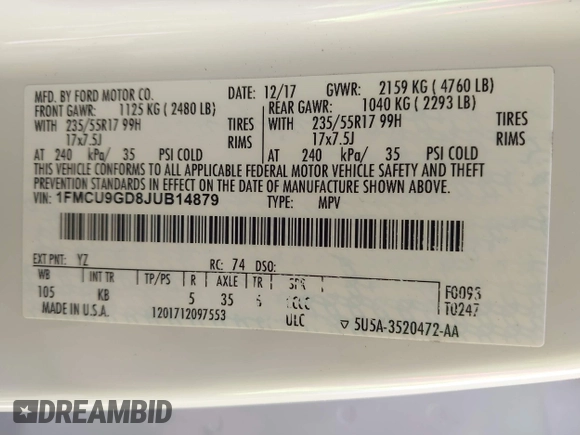 MFD. BY FORD MOTOR CO. DATE: 12/17 GVWR: 2159 KG ( 4760 LB)
FRONT GAWR: 1125 KG ( 2480 LB) REAR GAWR: 1040 KG ( 2293 LB)
WITH 235/55R17 99H TIRES WITH 235/55R17 99H TIRES
17x7.5J RIMS 17x7.5J RIMS
AT 240 kPa/ 35 PSI COLD AT 240 kPa/ 35 PSI COLD
THIS VEHICLE CONFORMS TO ALL APPLICABLE FEDERAL MOTOR VEHICLE SAFETY AND THEFT
PREVENTION STANDARDS IN EFFECT ON THE DATE OF MANUFACTURE SHOWN ABOVE.
VIN: 1FMCU9GD8JUB14879 TYPE: MPV
EXT PNT: YZ RC: 74 DSO:
WB INT TR TP/PS R AXLE TR SPR F0093
105 KB 5 35 T0247
MADE IN U.S.A. 1201712097553 ULC ▽ 5U5A-3520472-AA
DREAMBID